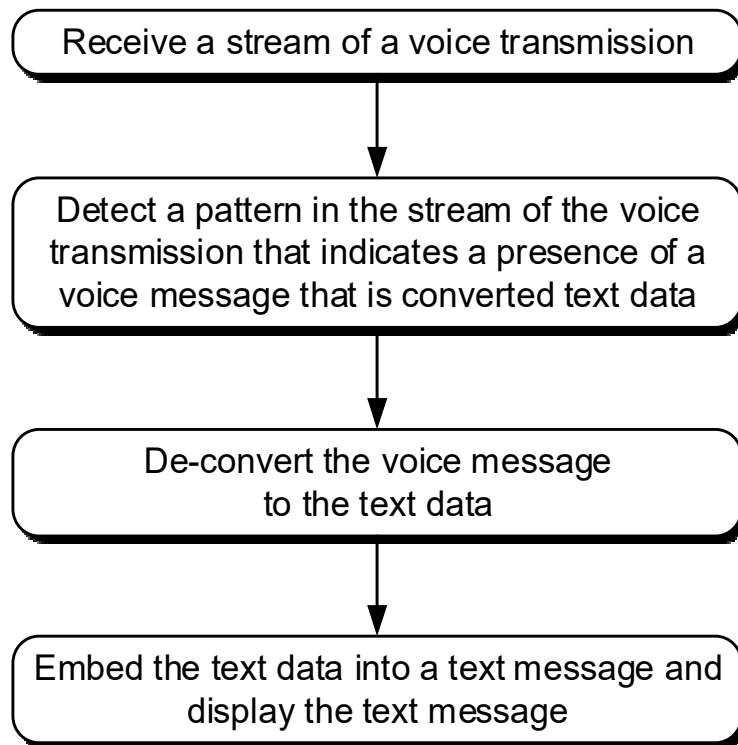 Receive a stream of a voice transmission
Detect a pattern in the stream of the voice
transmission that indicates a presence of a
voice message that is converted text data
De-convert the voice message
to the text data
Embed the text data into a text message and
display the text message